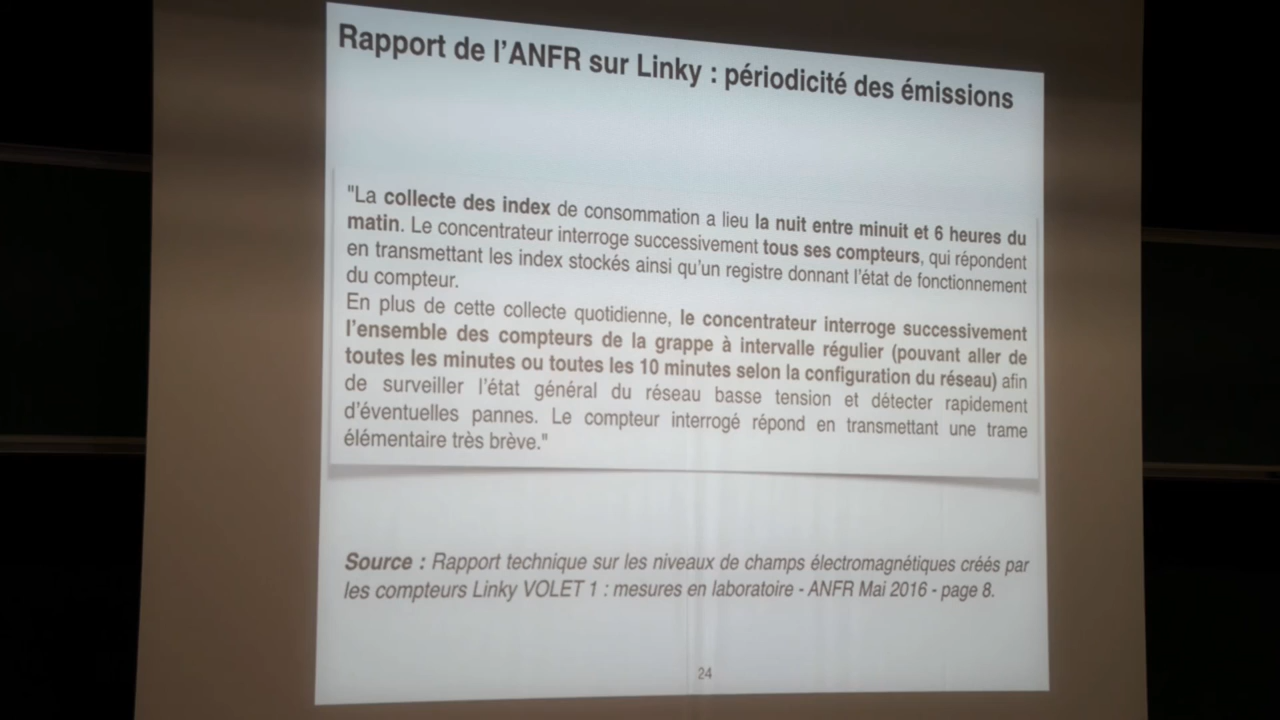 Rapport de l'ANFR sur Linky : périodicité des émissions
"La collecte des index de consommation a lieu la nuit entre minuit et 6 heures du
matin. Le concentrateur interroge successivement tous ses compteurs, qui répondent
en transmettant les index stockés ainsi qu'un registre donnant l'état de fonctionnement
du compteur.
En plus de cette collecte quotidienne, le concentrateur interroge successivement
l'ensemble des compteurs de la grappe à intervalle régulier (pouvant aller de
toutes les minutes ou toutes les 10 minutes selon la configuration du réseau) afin
de surveiller l'état général du réseau basse tension et détecter rapidement
d'éventuelles pannes. Le compteur interrogé répond en transmettant une trame
élémentaire très brève."
Source : Rapport technique sur les niveaux de champs électromagnétiques créés par
les compteurs Linky VOLET 1 : mesures en laboratoire - ANFR Mai 2016 - page 8.
24